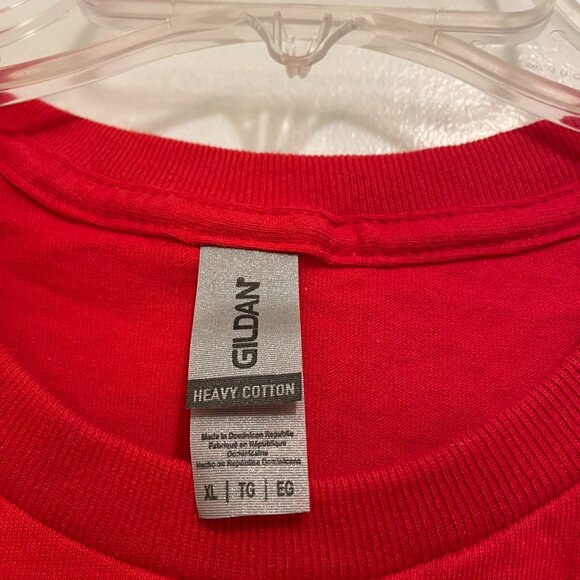 GILDAN
HEAVY COTTON
Made in Dominican Republic
Fabriqué en République
Dominicaine
Hecho en República Dominicana
XL | TG | EG